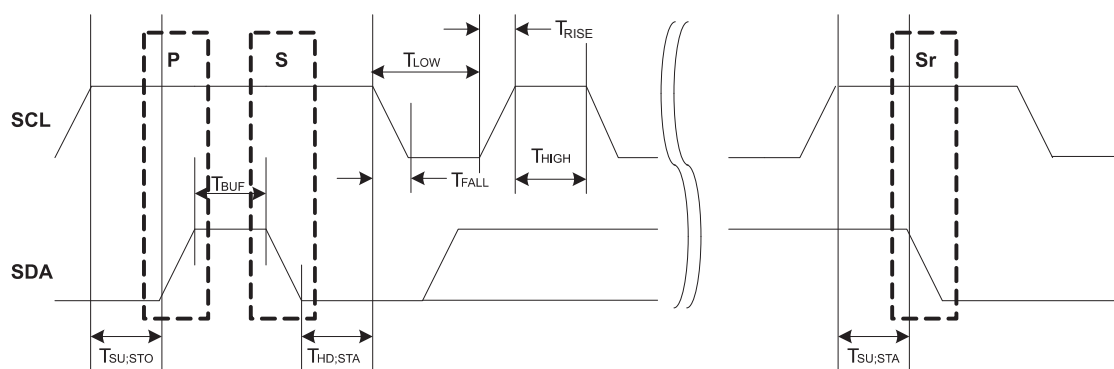 TRISE
P
S
TLOW
Sr
SCL
THIGH
TFALL
TBUF
SDA
TSU;STO
THD;STA
TSU;STA